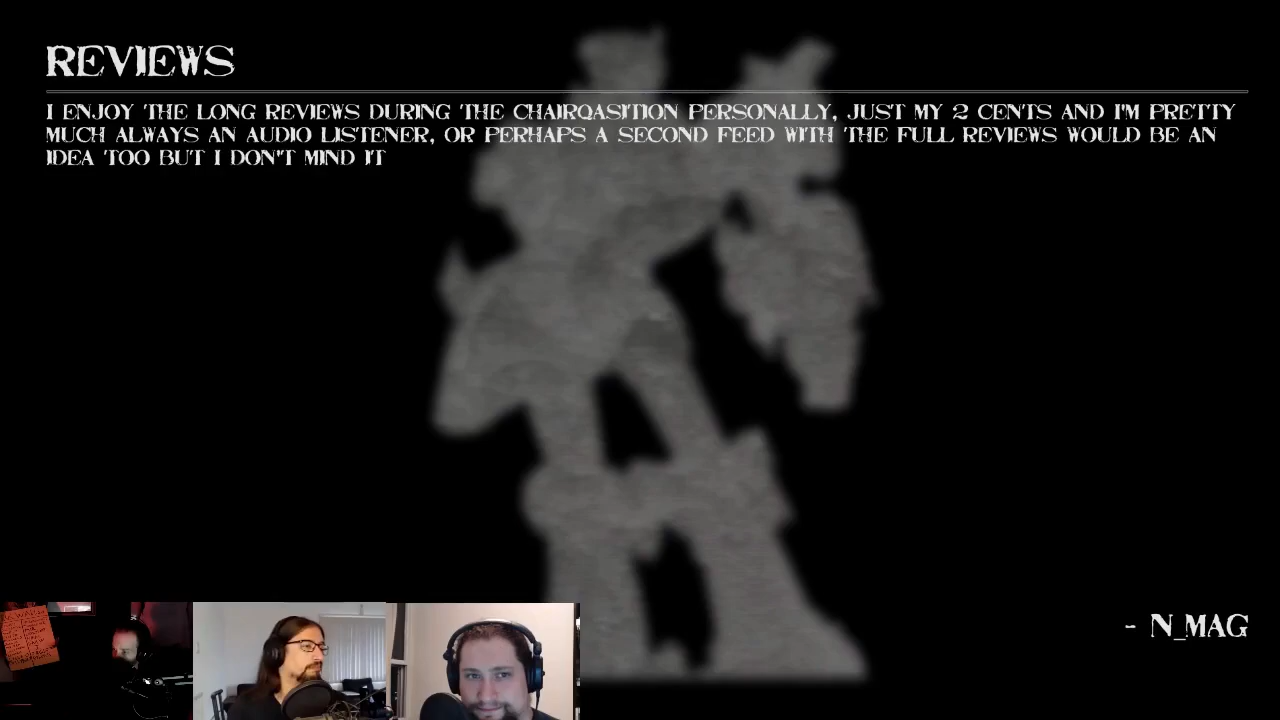 REVIEWS
I ENJOY THE LONG REVIEWS DURING THE CHAIRQASITION PERSONALLY, JUST MY 2 CENTS AND I'M PRETTY
MUCH ALWAYS AN AUDIO LISTENER, OR PERHAPS A SECOND FEED WITH THE FULL REVIEWS WOULD BE AN
IDEA TOO BUT I DON'T MIND IT
- N_MAG